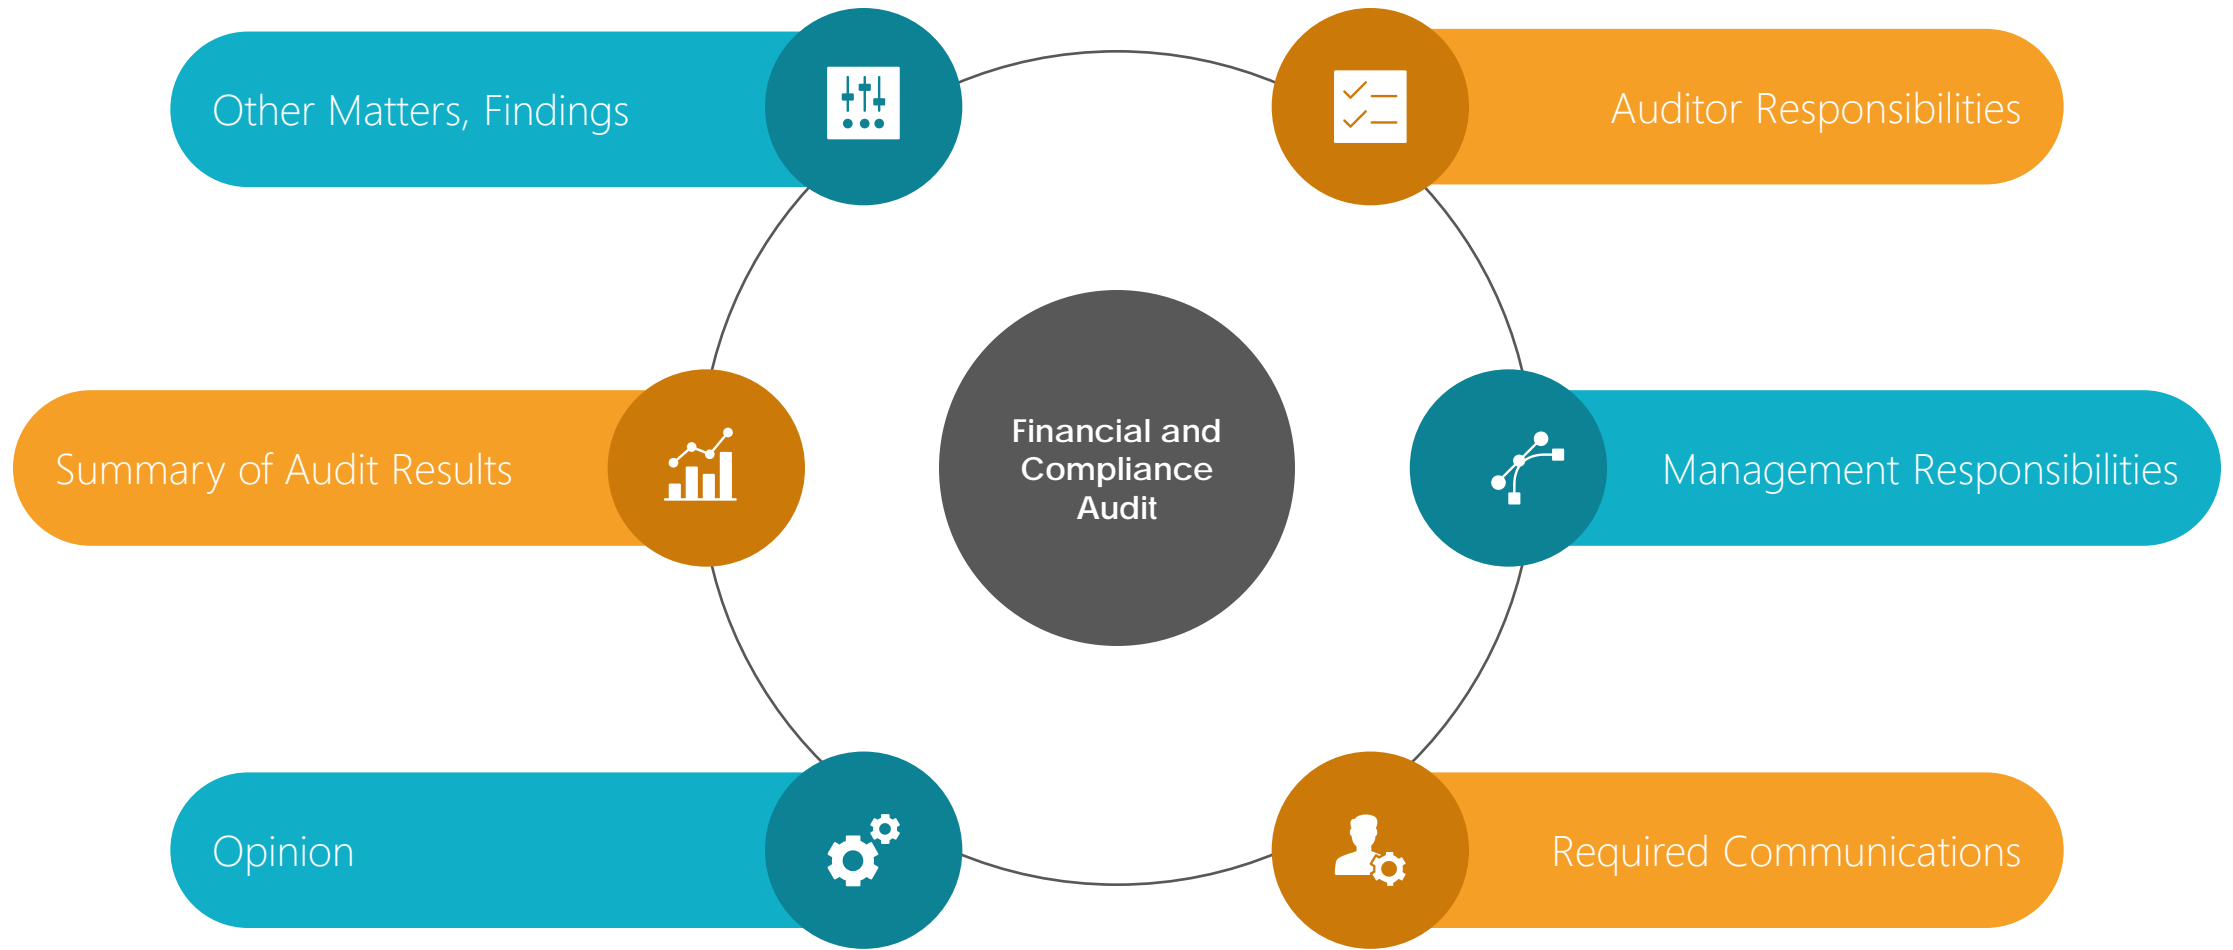 Other Matters, Findings
Auditor Responsibilities
Summary of Audit Results
Financial and
Compliance
Audit
Management Responsibilities
Opinion
Required Communications